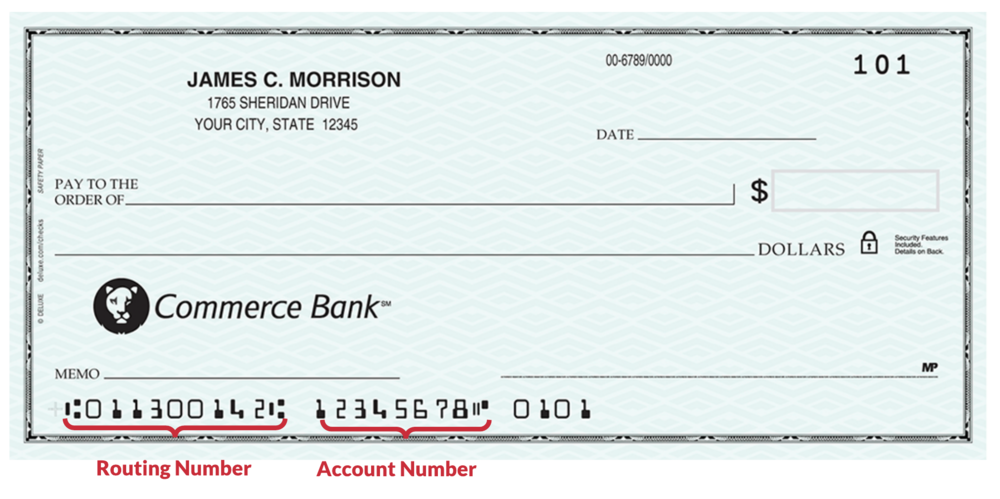 00-6789/0000
101
JAMES C. MORRISON
1765 SHERIDAN DRIVE
YOUR CITY, STATE 12345
DATE
SAFETY PAPER
PAY TO THE
ORDER OF
$
DOLLARS
Security Features
Included.
Details on Back.
© DELUXE deluxe.com/checks
Commerce Bank℠
MEMO
MP
⑆011300142⑆ 12345678⑈ 0101
Routing Number
Account Number